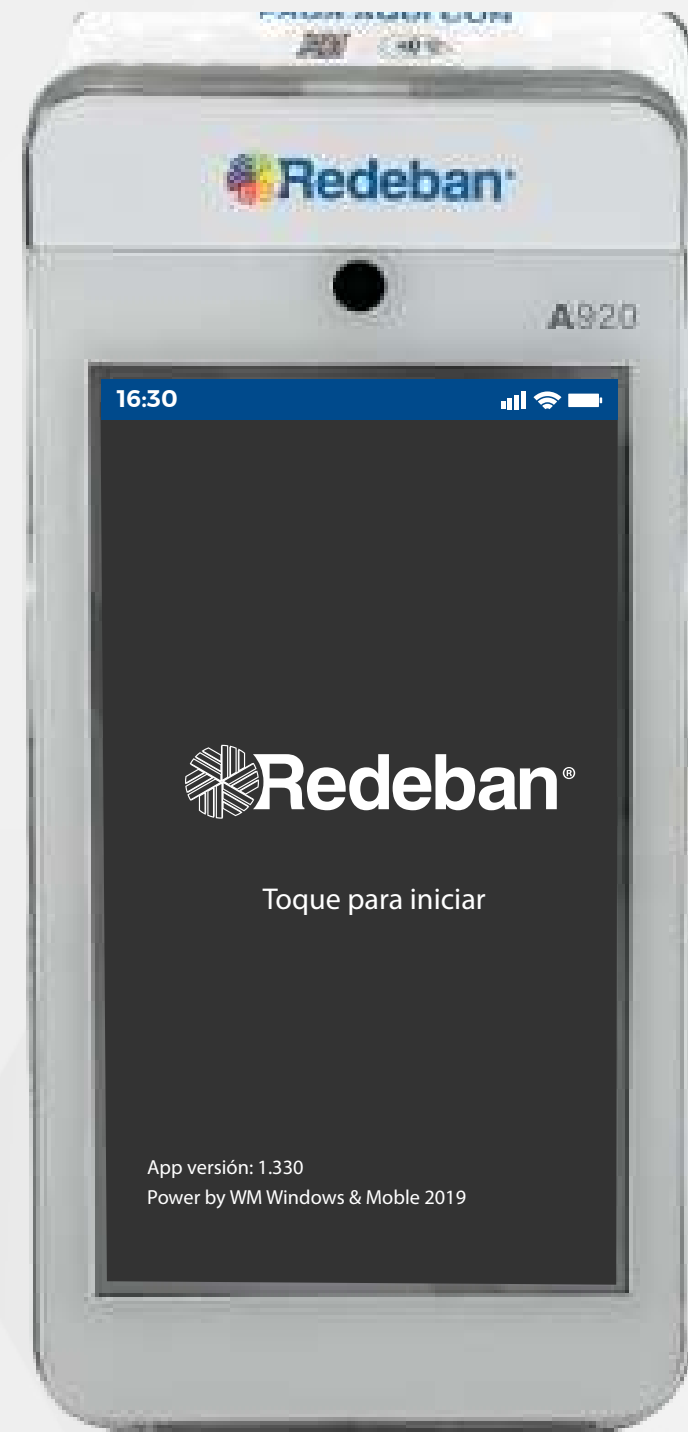 Redeban
A920
16:30
Redeban®
Toque para iniciar
App versión: 1.330
Power by WM Windows & Moble 2019